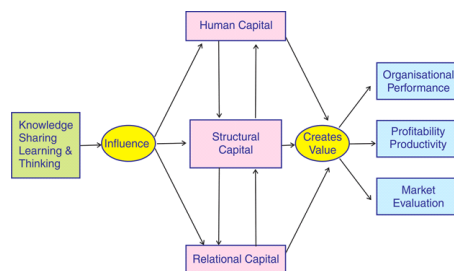 Human Capital
Knowledge
Sharing
Learning &
Thinking
Influence
Structural
Capital
Relational Capital
Creates
Value
Organisational
Performance
Profitability
Productivity
Market
Evaluation